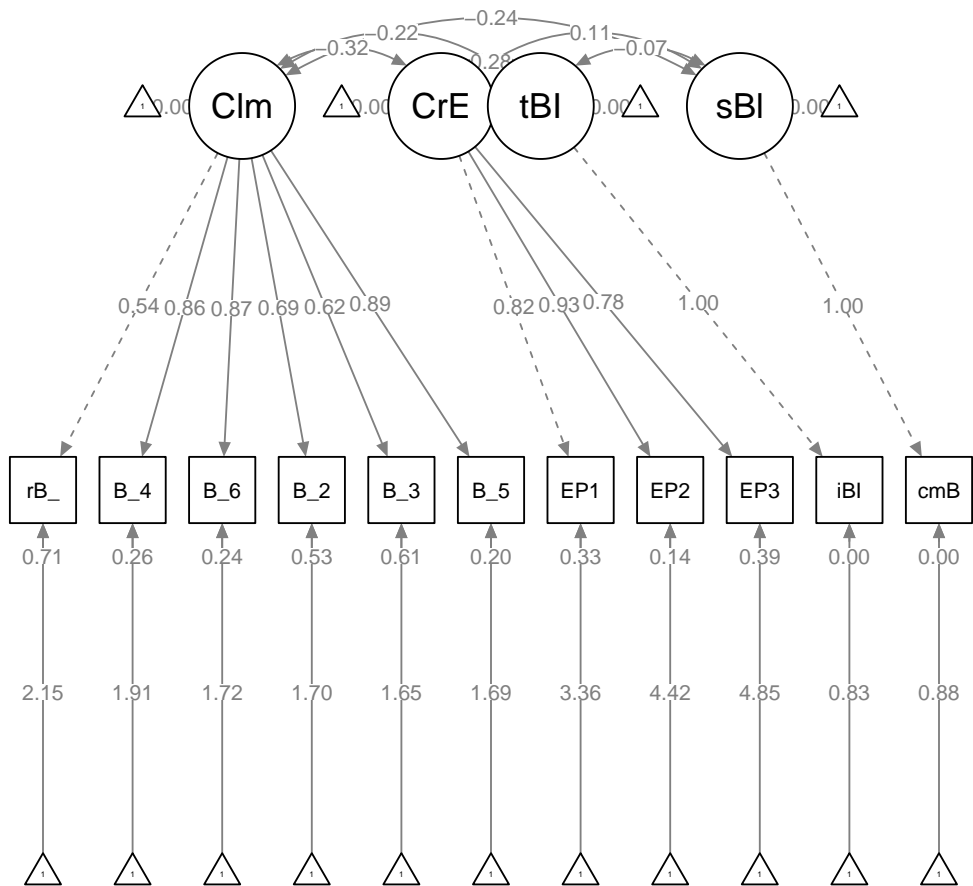 −0.24
−0.22 0.11
−0.32 0.28 −0.07
1 0.00 Clm 1 0.00 CrE tBI 0.00 1 sBI 0.00 1
0.54 0.86 0.87 0.69 0.62 0.89 0.82 0.93 0.78 1.00 1.00
rB_ B_4 B_6 B_2 B_3 B_5 EP1 EP2 EP3 iBI cmB
0.71 0.26 0.24 0.53 0.61 0.20 0.33 0.14 0.39 0.00 0.00
2.15 1.91 1.72 1.70 1.65 1.69 3.36 4.42 4.85 0.83 0.88
1 1 1 1 1 1 1 1 1 1 1